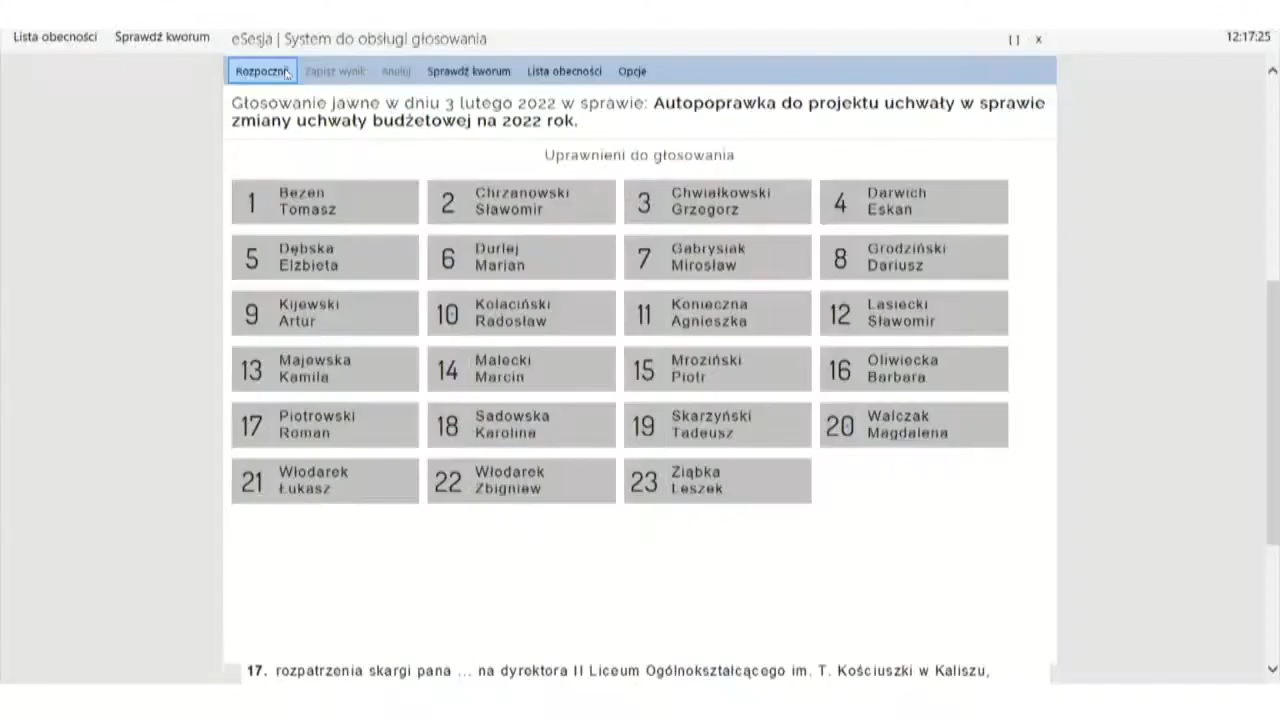 Lista obecności Sprawdź kworum eSesja | System do obsługi głosowania [ ] x 12:17:25
Rozpocznij Zapisz wynik Anuluj Sprawdź kworum Lista obecności Opcje
Głosowanie jawne w dniu 3 lutego 2022 w sprawie: Autopoprawka do projektu uchwały w sprawie
zmiany uchwały budżetowej na 2022 rok.
Uprawnieni do głosowania
1 Bezen Tomasz
2 Chrzanowski Sławomir
3 Chwiałkowski Grzegorz
4 Darwich Eskan
5 Dębska Elżbieta
6 Durlej Marian
7 Gabrysiak Mirosław
8 Grodziński Dariusz
9 Kijewski Artur
10 Kołaciński Radosław
11 Konieczna Agnieszka
12 Lasiecki Sławomir
13 Majewska Kamila
14 Małecki Marcin
15 Mroziński Piotr
16 Oliwiecka Barbara
17 Piotrowski Roman
18 Sadowska Karolina
19 Skarżyński Tadeusz
20 Walczak Magdalena
21 Włodarek Łukasz
22 Włodarek Zbigniew
23 Ziąbka Leszek
17. rozpatrzenia skargi pana ... na dyrektora II Liceum Ogólnokształcącego im. T. Kościuszki w Kaliszu,